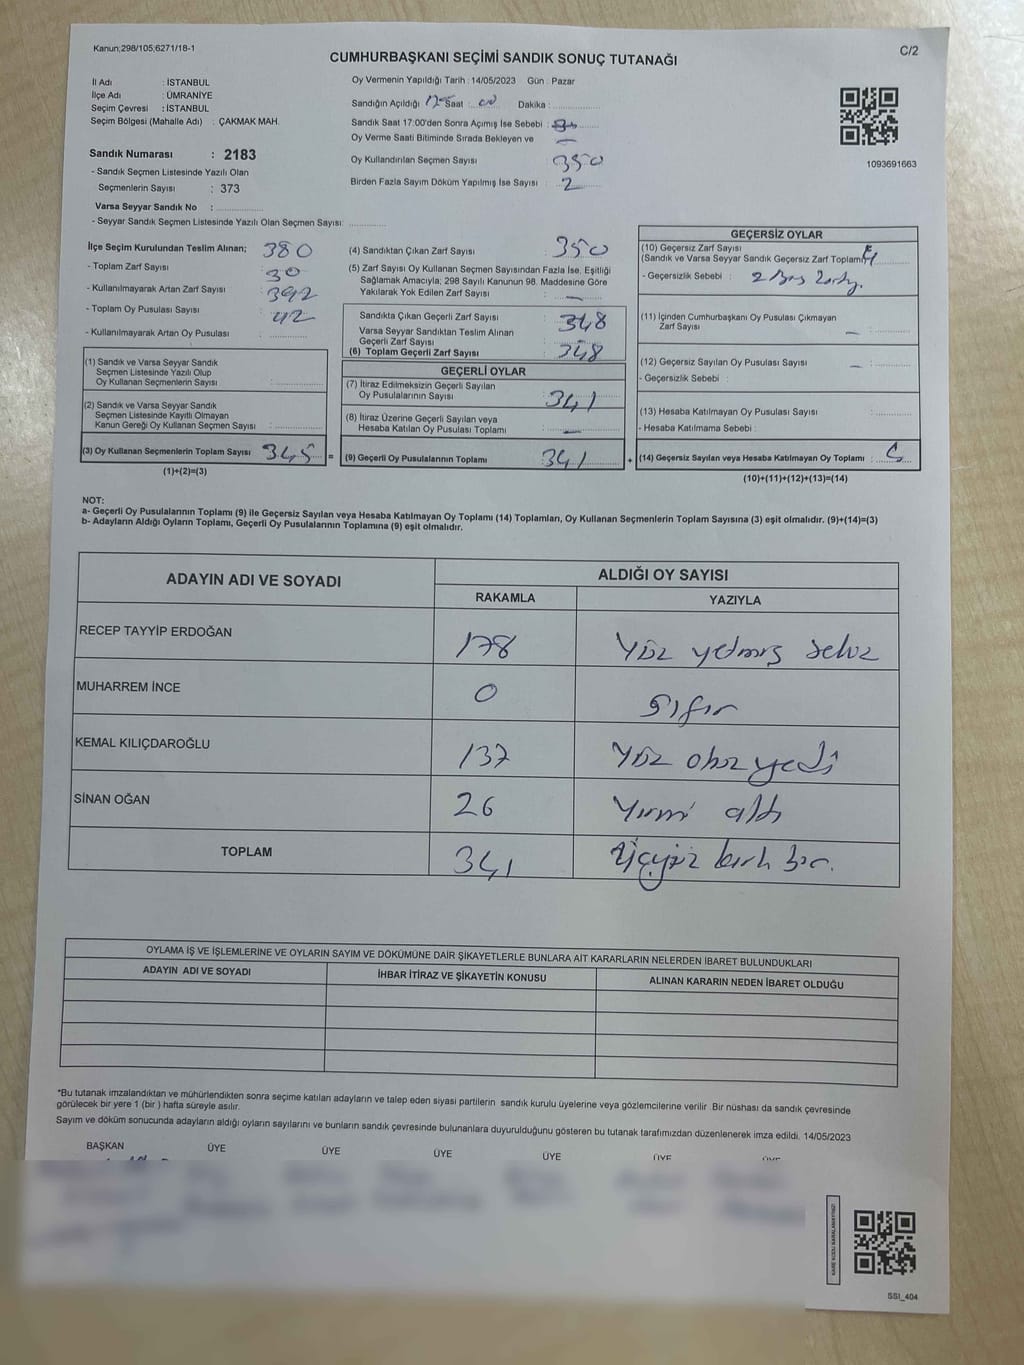 Kanun;298/105;6271/18-1
C/2
CUMHURBAŞKANI SEÇİMİ SANDIK SONUÇ TUTANAĞI
İl Adı : İSTANBUL
İlçe Adı : ÜMRANİYE
Seçim Çevresi : İSTANBUL
Seçim Bölgesi (Mahalle Adı) : ÇAKMAK MAH.
Sandık Numarası : 2183
- Sandık Seçmen Listesinde Yazılı Olan
Seçmenlerin Sayısı : 373
Varsa Seyyar Sandık No :
- Seyyar Sandık Seçmen Listesinde Yazılı Olan Seçmen Sayısı:
Oy Vermenin Yapıldığı Tarih : 14/05/2023 Gün : Pazar
Sandığın Açıldığı Saat : Dakika :
Sandık Saat 17:00'den Sonra Açımış İse Sebebi :
Oy Verme Saati Bitiminde Sırada Bekleyen ve
Oy Kullandırılan Seçmen Sayısı 350
Birden Fazla Sayım Döküm Yapılmış İse Sayısı : 2
1093691663
İlçe Seçim Kurulundan Teslim Alınan; 380
- Toplam Zarf Sayısı : 30
- Kullanılmayarak Artan Zarf Sayısı : 392
- Toplam Oy Pusulası Sayısı : 42
- Kullanılmayarak Artan Oy Pusulası :
(1) Sandık ve Varsa Seyyar Sandık
Seçmen Listesinde Yazılı Olup
Oy Kullanan Seçmenlerin Sayısı :
(2) Sandık ve Varsa Seyyar Sandık
Seçmen Listesinde Kayıtlı Olmayan
Kanun Gereği Oy Kullanan Seçmen Sayısı :
(3) Oy Kullanan Seçmenlerin Toplam Sayısı 345 =
(1)+(2)=(3)
(4) Sandıktan Çıkan Zarf Sayısı : 350
(5) Zarf Sayısı Oy Kullanan Seçmen Sayısından Fazla İse, Eşitliği
Sağlamak Amacıyla; 298 Sayılı Kanunun 98. Maddesine Göre
Yakılarak Yok Edilen Zarf Sayısı : —
Sandıkta Çıkan Geçerli Zarf Sayısı : 348
Varsa Seyyar Sandıktan Teslim Alınan
Geçerli Zarf Sayısı
(6) Toplam Geçerli Zarf Sayısı : 348
GEÇERLİ OYLAR
(7) İtiraz Edilmeksizin Geçerli Sayılan
Oy Pusulasının Sayısı 341
(8) İtiraz Üzerine Geçerli Sayılan veya
Hesaba Katılan Oy Pusulası Toplamı : —
(9) Geçerli Oy Pusulalarının Toplamı : 341 +
GEÇERSİZ OYLAR
(10) Geçersiz Zarf Sayısı
(Sandık ve Varsa Seyyar Sandık Geçersiz Zarf Toplamı)
- Geçersizlik Sebebi : 2 Boş
(11) İçinden Cumhurbaşkanı Oy Pusulası Çıkmayan
Zarf Sayısı —
(12) Geçersiz Sayılan Oy Pusulası Sayısı —
- Geçersizlik Sebebi :
(13) Hesaba Katılmayan Oy Pusulası Sayısı :
- Hesaba Katılmama Sebebi :
(14) Geçersiz Sayılan veya Hesaba Katılmayan Oy Toplamı :
(10)+(11)+(12)+(13)=(14)
NOT:
a- Geçerli Oy Pusulalarının Toplamı (9) ile Geçersiz Sayılan veya Hesaba Katılmayan Oy Toplamı (14) Toplamları, Oy Kullanan Seçmenlerin Toplam Sayısına (3) eşit olmalıdır. (9)+(14)=(3)
b- Adayların Aldığı Oyların Toplamı, Geçerli Oy Pusulalarının Toplamına (9) eşit olmalıdır.
ADAYIN ADI VE SOYADI
ALDIĞI OY SAYISI
RAKAMLA YAZIYLA
RECEP TAYYİP ERDOĞAN 178 Yüz yetmiş sekiz
MUHARREM İNCE 0 Sıfır
KEMAL KILIÇDAROĞLU 137 Yüz otuz yedi
SİNAN OĞAN 26 Yirmi altı
TOPLAM 341 Üçyüz kırk bir.
OYLAMA İŞ VE İŞLEMLERİNE VE OYLARIN SAYIM VE DÖKÜMÜNE DAİR ŞİKAYETLERLE BUNLARA AİT KARARLARIN NELERDEN İBARET BULUNDUKLARI
ADAYIN ADI VE SOYADI İHBAR İTİRAZ VE ŞİKAYETİN KONUSU ALINAN KARARIN NEDEN İBARET OLDUĞU
*Bu tutanak imzalandıktan ve mühürlendikten sonra seçime katılan adayların ve talep eden siyasi partilerin sandık kurulu üyelerine veya gözlemcilerine verilir. Bir nüshası da sandık çevresinde
görülecek bir yere 1 (bir ) hafta süreyle asılır.
Sayım ve döküm sonucunda adayların aldığı oyların sayılarını ve bunların sandık çevresinde bulunanlara duyurulduğunu gösteren bu tutanak tarafımızdan düzenlenerek imza edildi. 14/05/2023
BAŞKAN ÜYE ÜYE ÜYE ÜYE ÜYE ÜYE
KARE KODU KARALAMAYINIZ!
SSI_404